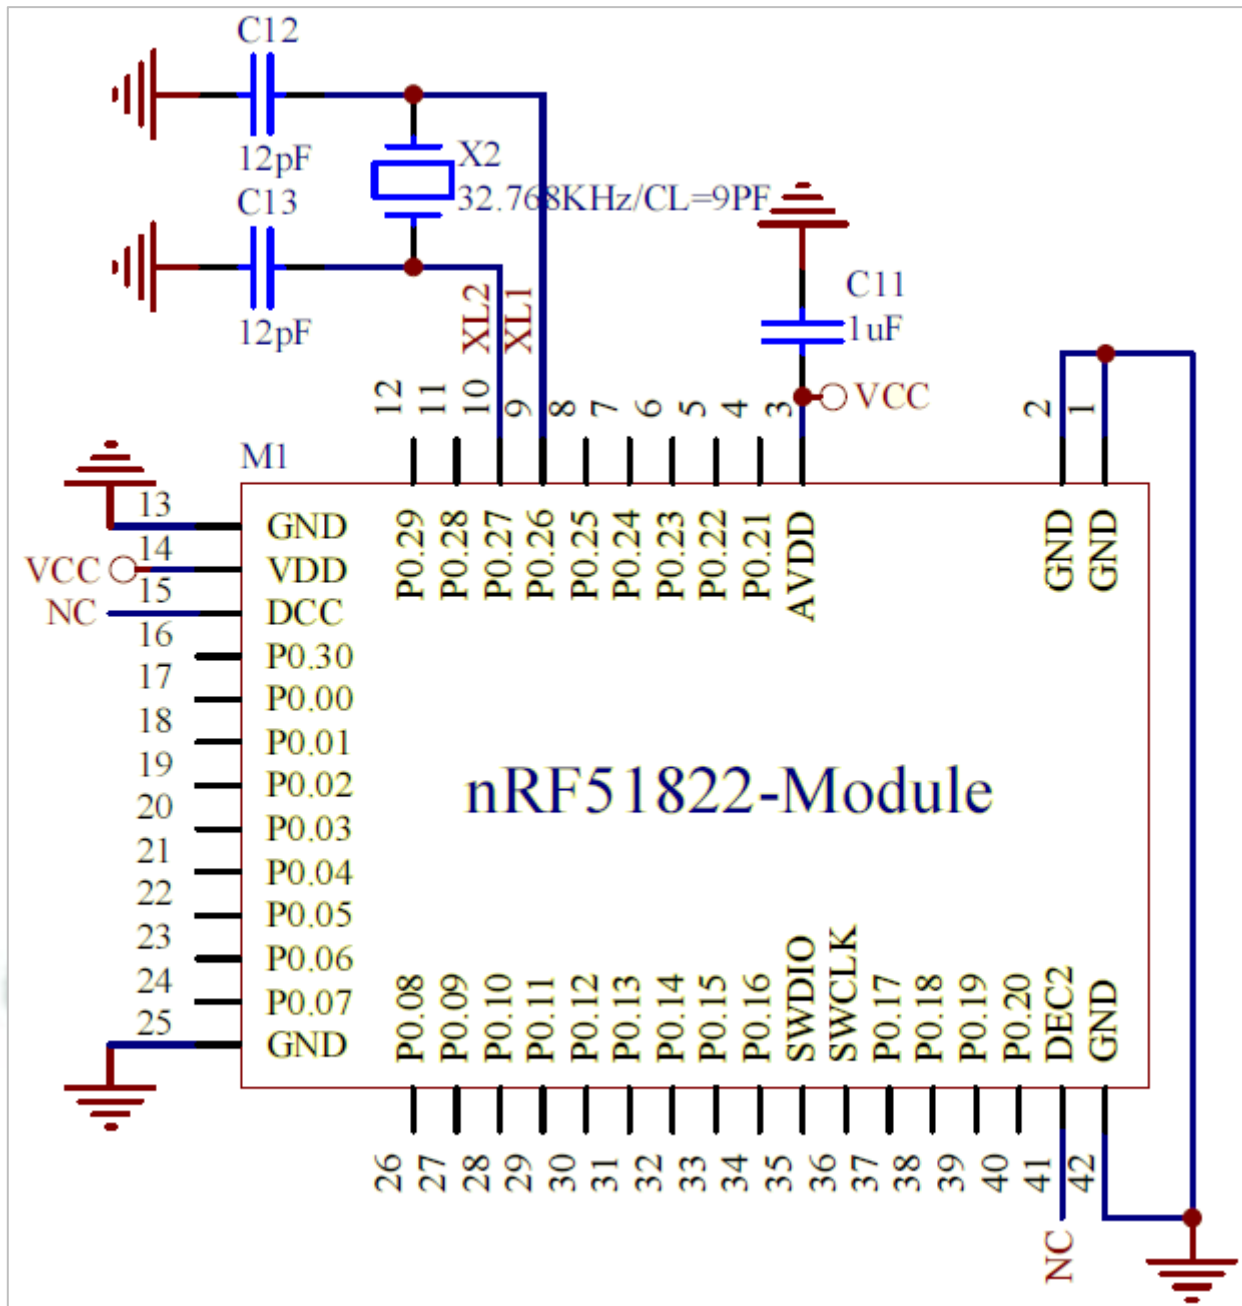 C12
12pF
X2
32.768KHz/CL=9PF
C13
12pF
XL2
XL1
C11
1uF
VCC
12
11
10
9
8
7
6
5
4
3
2
1
M1
P0.29
P0.28
P0.27
P0.26
P0.25
P0.24
P0.23
P0.22
P0.21
AVDD
GND
GND
13
GND
14
VCC
VDD
15
NC
DCC
16
P0.30
17
P0.00
18
P0.01
19
P0.02
20
P0.03
21
P0.04
22
P0.05
23
P0.06
24
P0.07
25
GND
nRF51822-Module
P0.08
P0.09
P0.10
P0.11
P0.12
P0.13
P0.14
P0.15
P0.16
SWDIO
SWCLK
P0.17
P0.18
P0.19
P0.20
DEC2
GND
26
27
28
29
30
31
32
33
34
35
36
37
38
39
40
41
42
NC